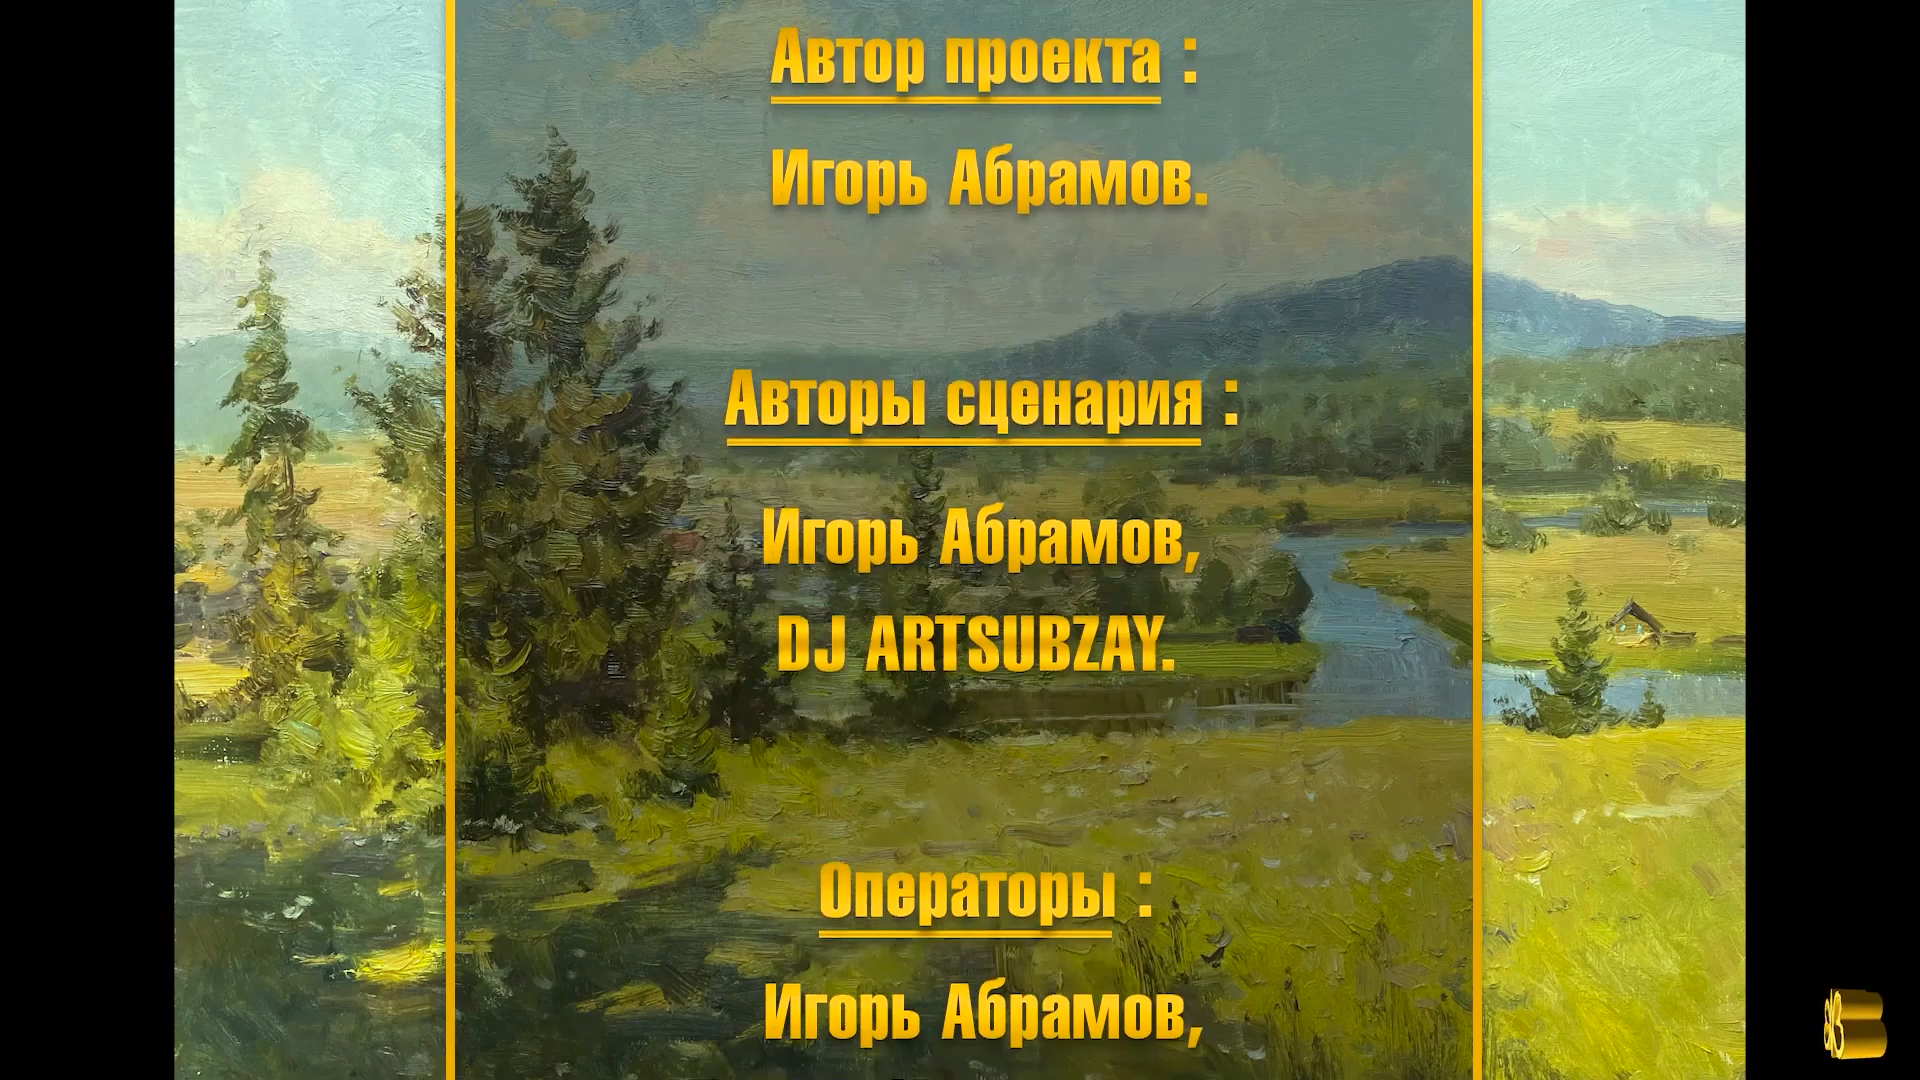 Автор проекта :
Игорь Абрамов.
Авторы сценария :
Игорь Абрамов,
DJ ARTSUBZAY.
Операторы :
Игорь Абрамов,